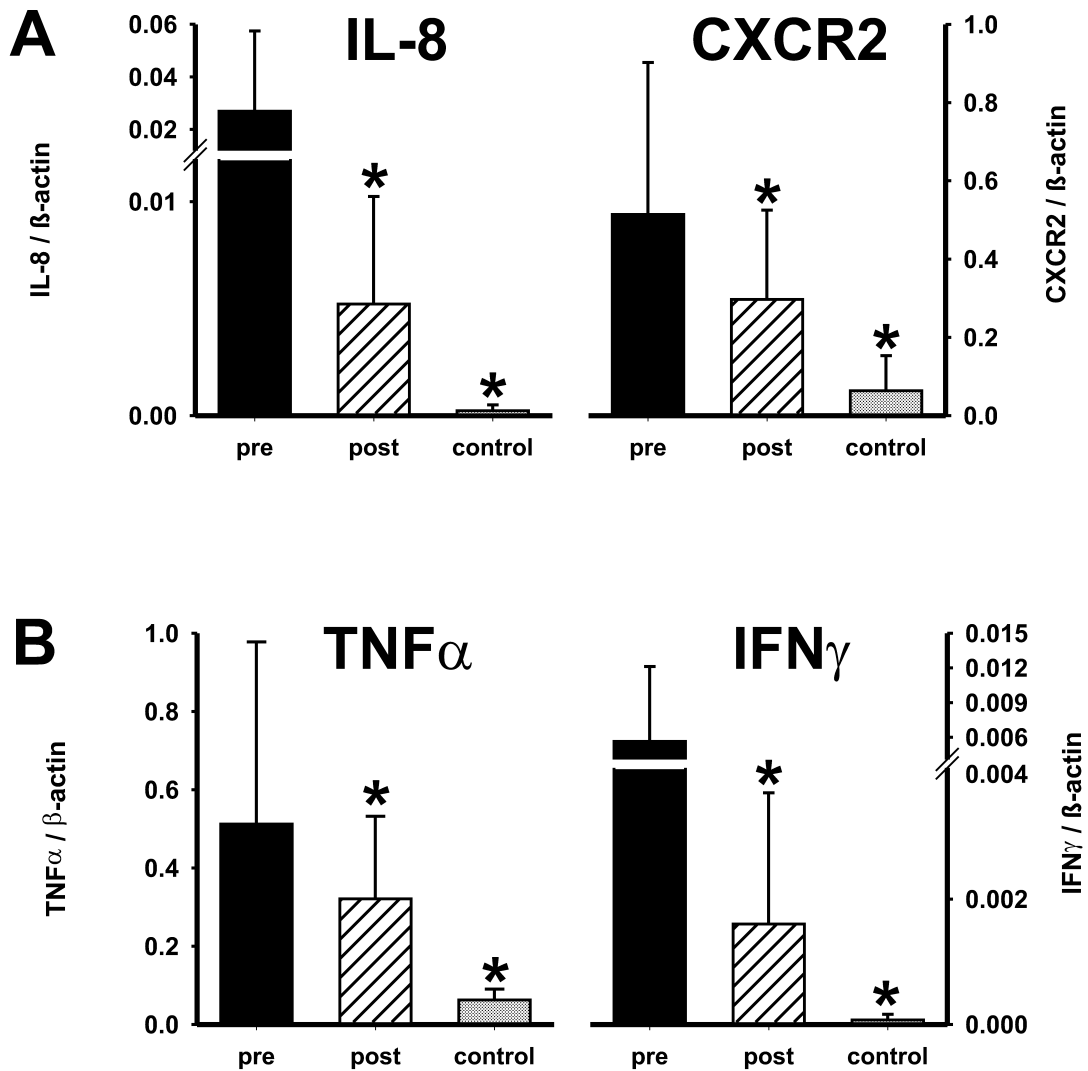 A
IL-8
CXCR2
0.06
0.04
0.02
0.01
0.00
IL-8 / ß-actin
*
*
pre
post
control
*
*
1.0
0.8
0.6
0.4
0.2
0.0
CXCR2 / ß-actin
pre
post
control
B
TNFα
IFNγ
1.0
0.8
0.6
0.4
0.2
0.0
TNFα / β-actin
*
*
pre
post
control
*
*
0.015
0.012
0.009
0.006
0.004
0.002
0.000
IFNγ / ß-actin
pre
post
control